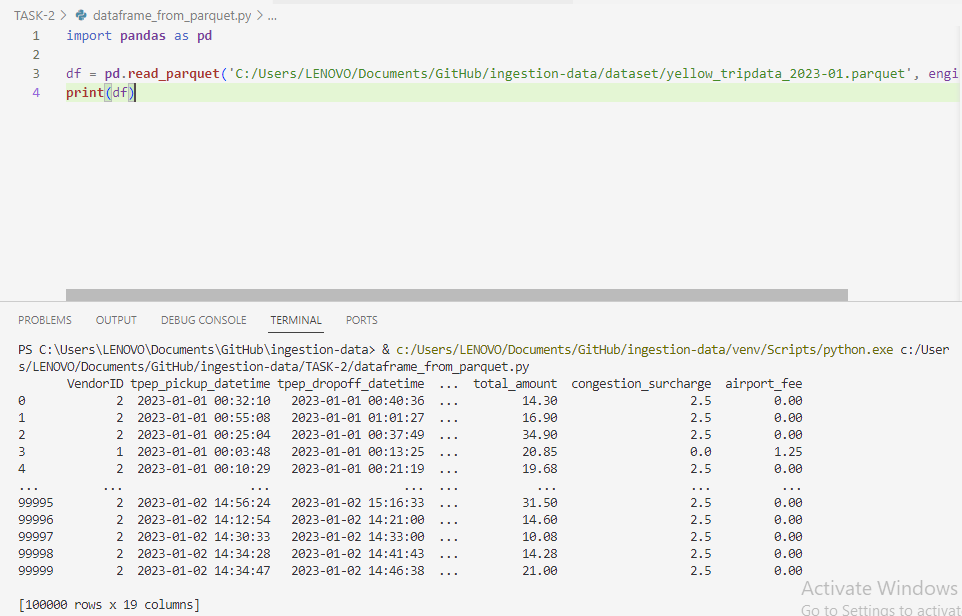 TASK-2 > dataframe_from_parquet.py > ...
1 import pandas as pd
2
3 df = pd.read_parquet('C:/Users/LENOVO/Documents/GitHub/ingestion-data/dataset/yellow_tripdata_2023-01.parquet', engi
4 print(df)
PROBLEMS OUTPUT DEBUG CONSOLE TERMINAL PORTS
PS C:\Users\LENOVO\Documents\GitHub\ingestion-data> & c:/Users/LENOVO/Documents/GitHub/ingestion-data/venv/Scripts/python.exe c:/User
s/LENOVO/Documents/GitHub/ingestion-data/TASK-2/dataframe_from_parquet.py
VendorID tpep_pickup_datetime tpep_dropoff_datetime ... total_amount congestion_surcharge airport_fee
0 2 2023-01-01 00:32:10 2023-01-01 00:40:36 ... 14.30 2.5 0.00
1 2 2023-01-01 00:55:08 2023-01-01 01:01:27 ... 16.90 2.5 0.00
2 2 2023-01-01 00:25:04 2023-01-01 00:37:49 ... 34.90 2.5 0.00
3 1 2023-01-01 00:03:48 2023-01-01 00:13:25 ... 20.85 0.0 1.25
4 2 2023-01-01 00:10:29 2023-01-01 00:21:19 ... 19.68 2.5 0.00
... ... ... ... ... ... ... ...
99995 2 2023-01-02 14:56:24 2023-01-02 15:16:33 ... 31.50 2.5 0.00
99996 2 2023-01-02 14:12:54 2023-01-02 14:21:00 ... 14.60 2.5 0.00
99997 2 2023-01-02 14:30:33 2023-01-02 14:33:00 ... 10.08 2.5 0.00
99998 2 2023-01-02 14:34:28 2023-01-02 14:41:43 ... 14.28 2.5 0.00
99999 2 2023-01-02 14:34:47 2023-01-02 14:46:38 ... 21.00 2.5 0.00
[100000 rows x 19 columns]
Activate Windows
Go to Settings to activat